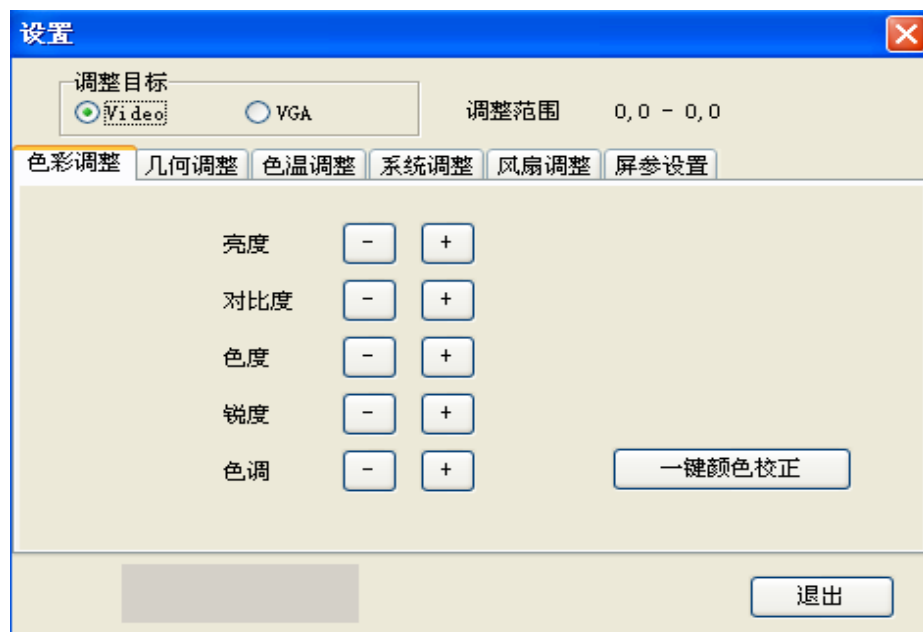 设置
调整目标
Video VGA 调整范围 0,0 - 0,0
色彩调整 几何调整 色温调整 系统调整 风扇调整 屏参设置
亮度 - +
对比度 - +
色度 - +
锐度 - +
色调 - + 一键颜色校正
退出